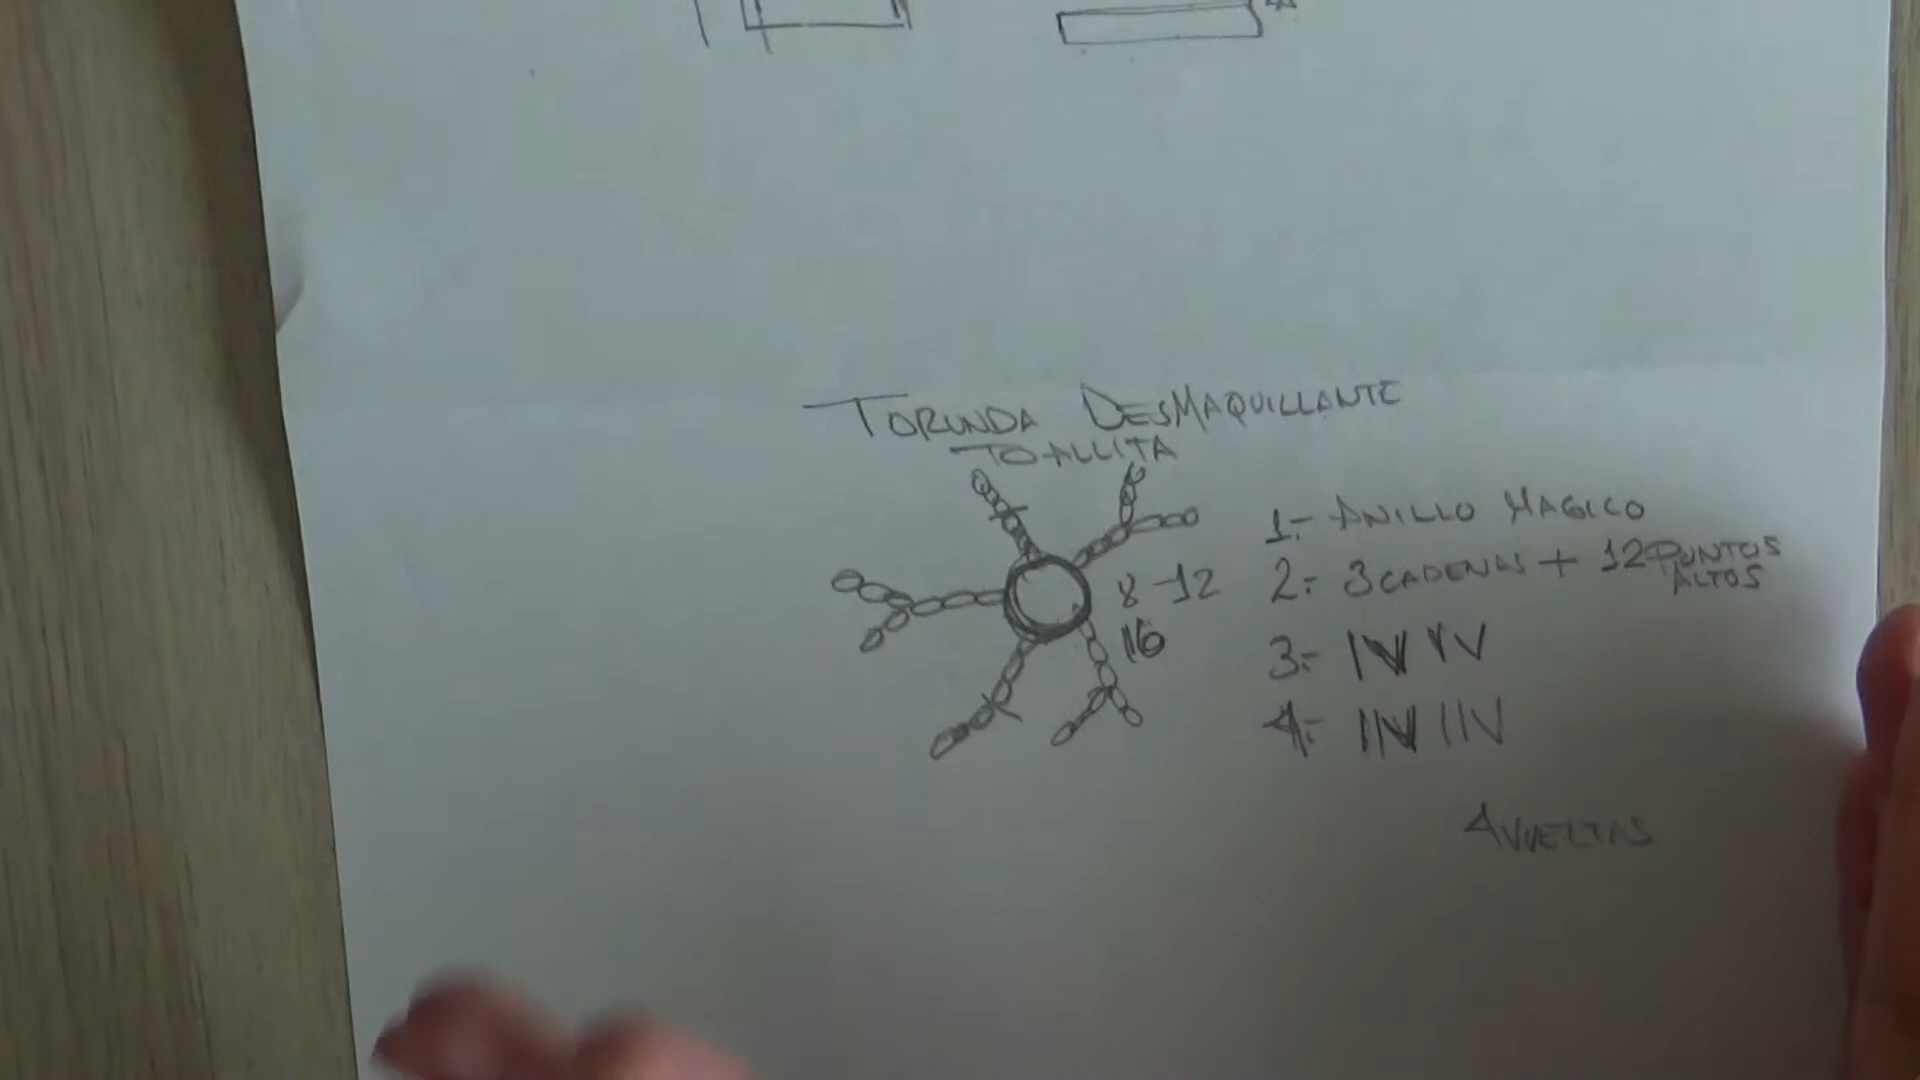 TORUNDA DESMAQUILLANTE
TOALLITA
1.- ANILLO MAGICO
8-12
16
2.- 3 CADENAS + 12 PUNTOS ALTOS
3.- IV IV
4.- IIV IIV
4 VUELTAS